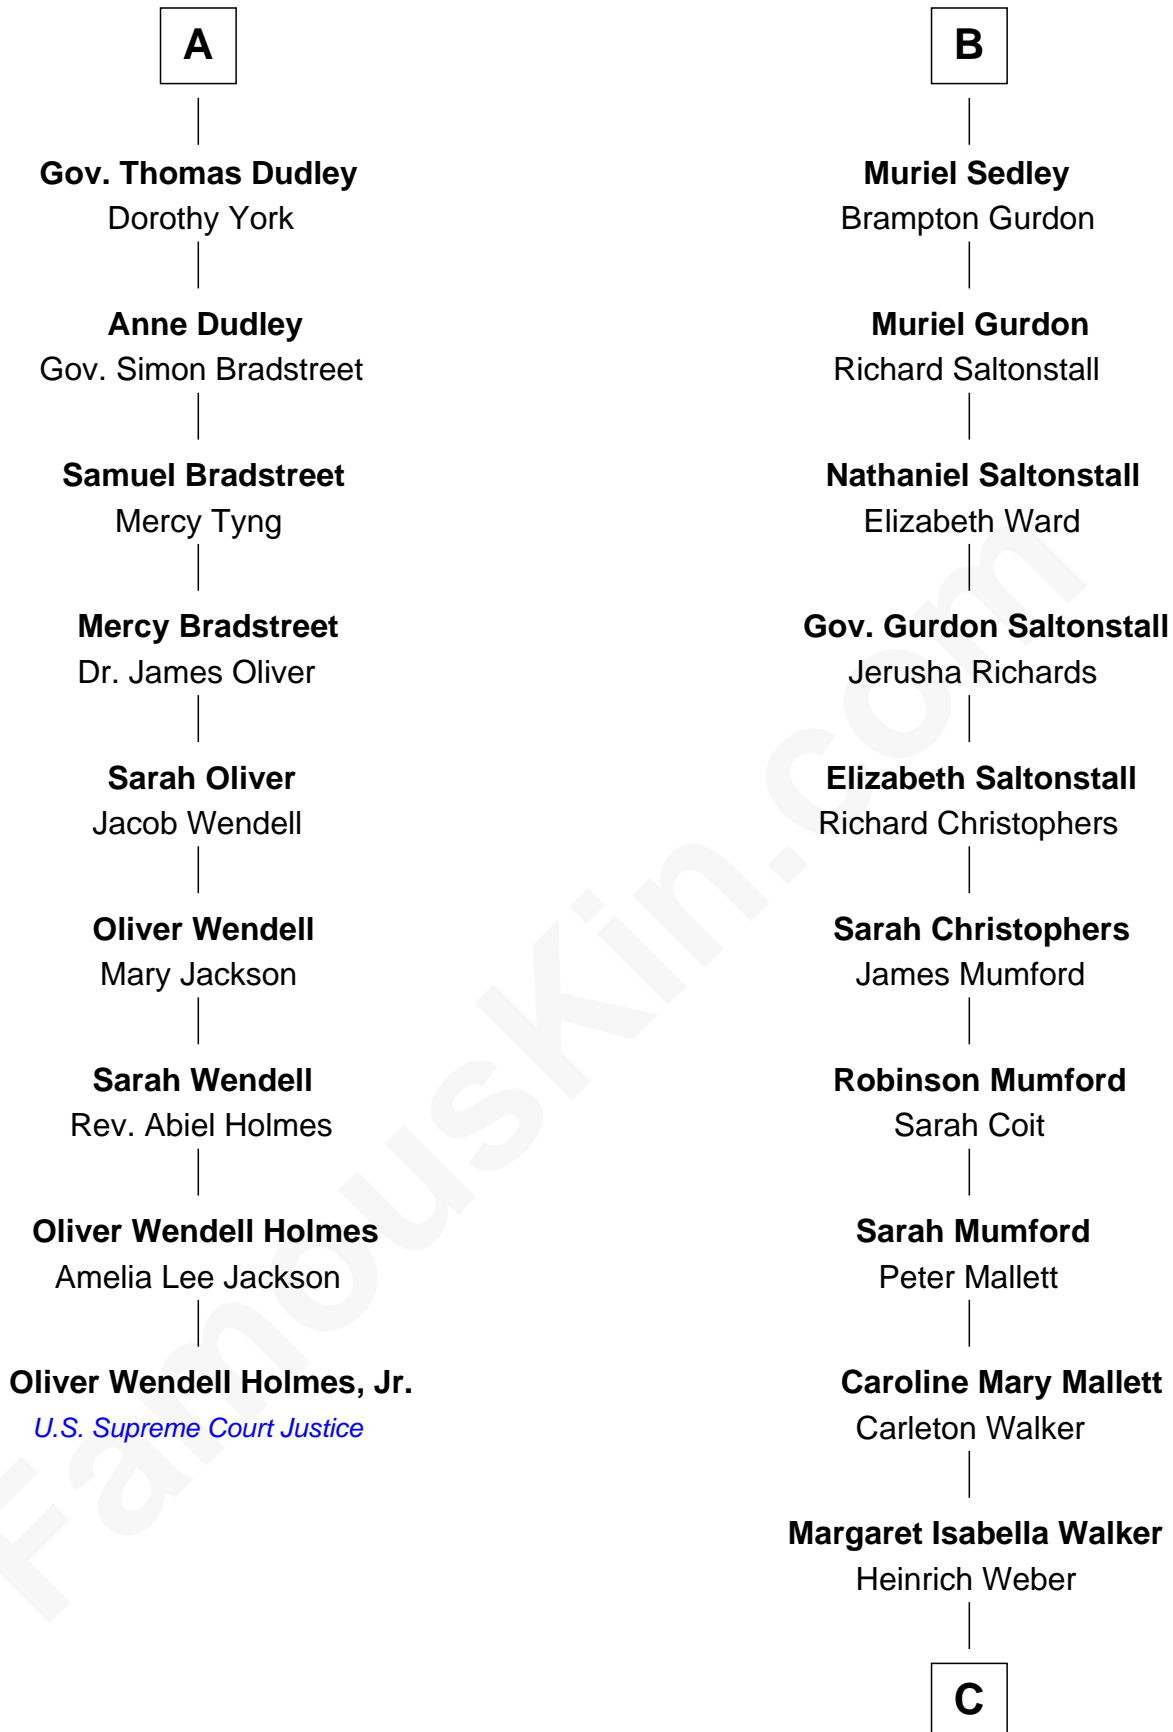 A
Gov. Thomas Dudley
Dorothy York
Anne Dudley
Gov. Simon Bradstreet
Samuel Bradstreet
Mercy Tyng
Mercy Bradstreet
Dr. James Oliver
Sarah Oliver
Jacob Wendell
Oliver Wendell
Mary Jackson
Sarah Wendell
Rev. Abiel Holmes
Oliver Wendell Holmes
Amelia Lee Jackson
Oliver Wendell Holmes, Jr.
U.S. Supreme Court Justice
B
Muriel Sedley
Brampton Gurdon
Muriel Gurdon
Richard Saltonstall
Nathaniel Saltonstall
Elizabeth Ward
Gov. Gurdon Saltonstall
Jerusha Richards
Elizabeth Saltonstall
Richard Christophers
Sarah Christophers
James Mumford
Robinson Mumford
Sarah Coit
Sarah Mumford
Peter Mallett
Caroline Mary Mallett
Carleton Walker
Margaret Isabella Walker
Heinrich Weber
C
FamousKin.com